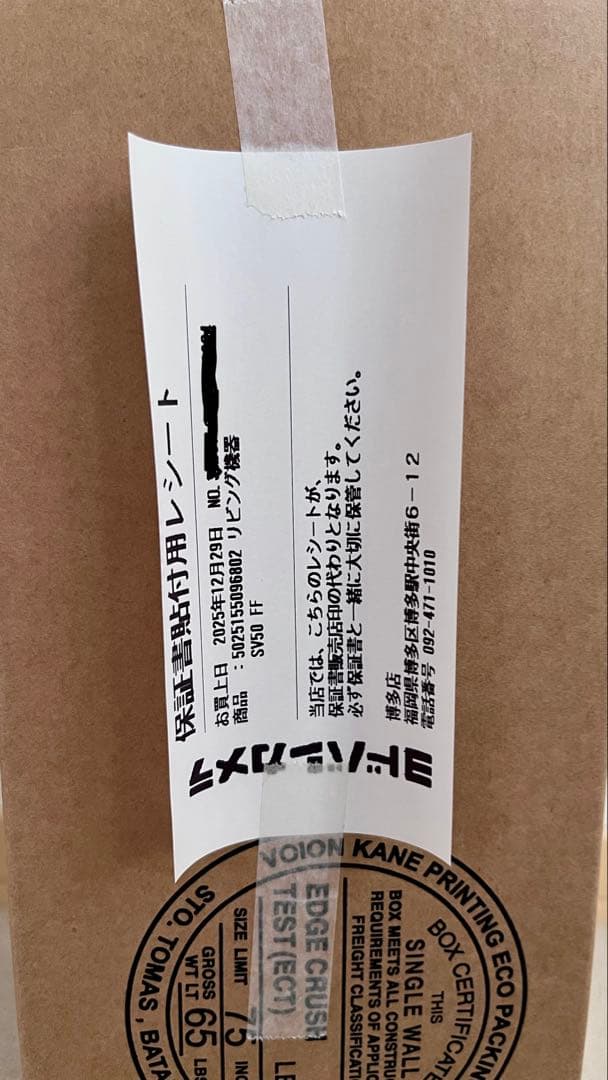 保証書貼付用レシート
お買上日 2025年12月29日 NO.
商品 :5025155096802 リビング機器
SV50 FF
当店では、こちらのレシートが、
保証書販売店印の代わりとなります。
必ず保証書と一緒に大切に保管してください。
博多店
福岡県博多区博多駅中央街6-12
電話番号 092-471-1010
ヨドバシカメラ
KANE PRINTING ECO PACKING
BOX CERTIFICATE
THIS
SINGLE WALL
BOX MEETS ALL CONSTRU
REQUIREMENTS OF APPLIC
FREIGHT CLASSIFICAT
EDGE CRUSH
TEST (ECT)
SIZE LIMIT 75 INC
GROSS
WT LT 65 LBS
STO. TOMAS, BATA